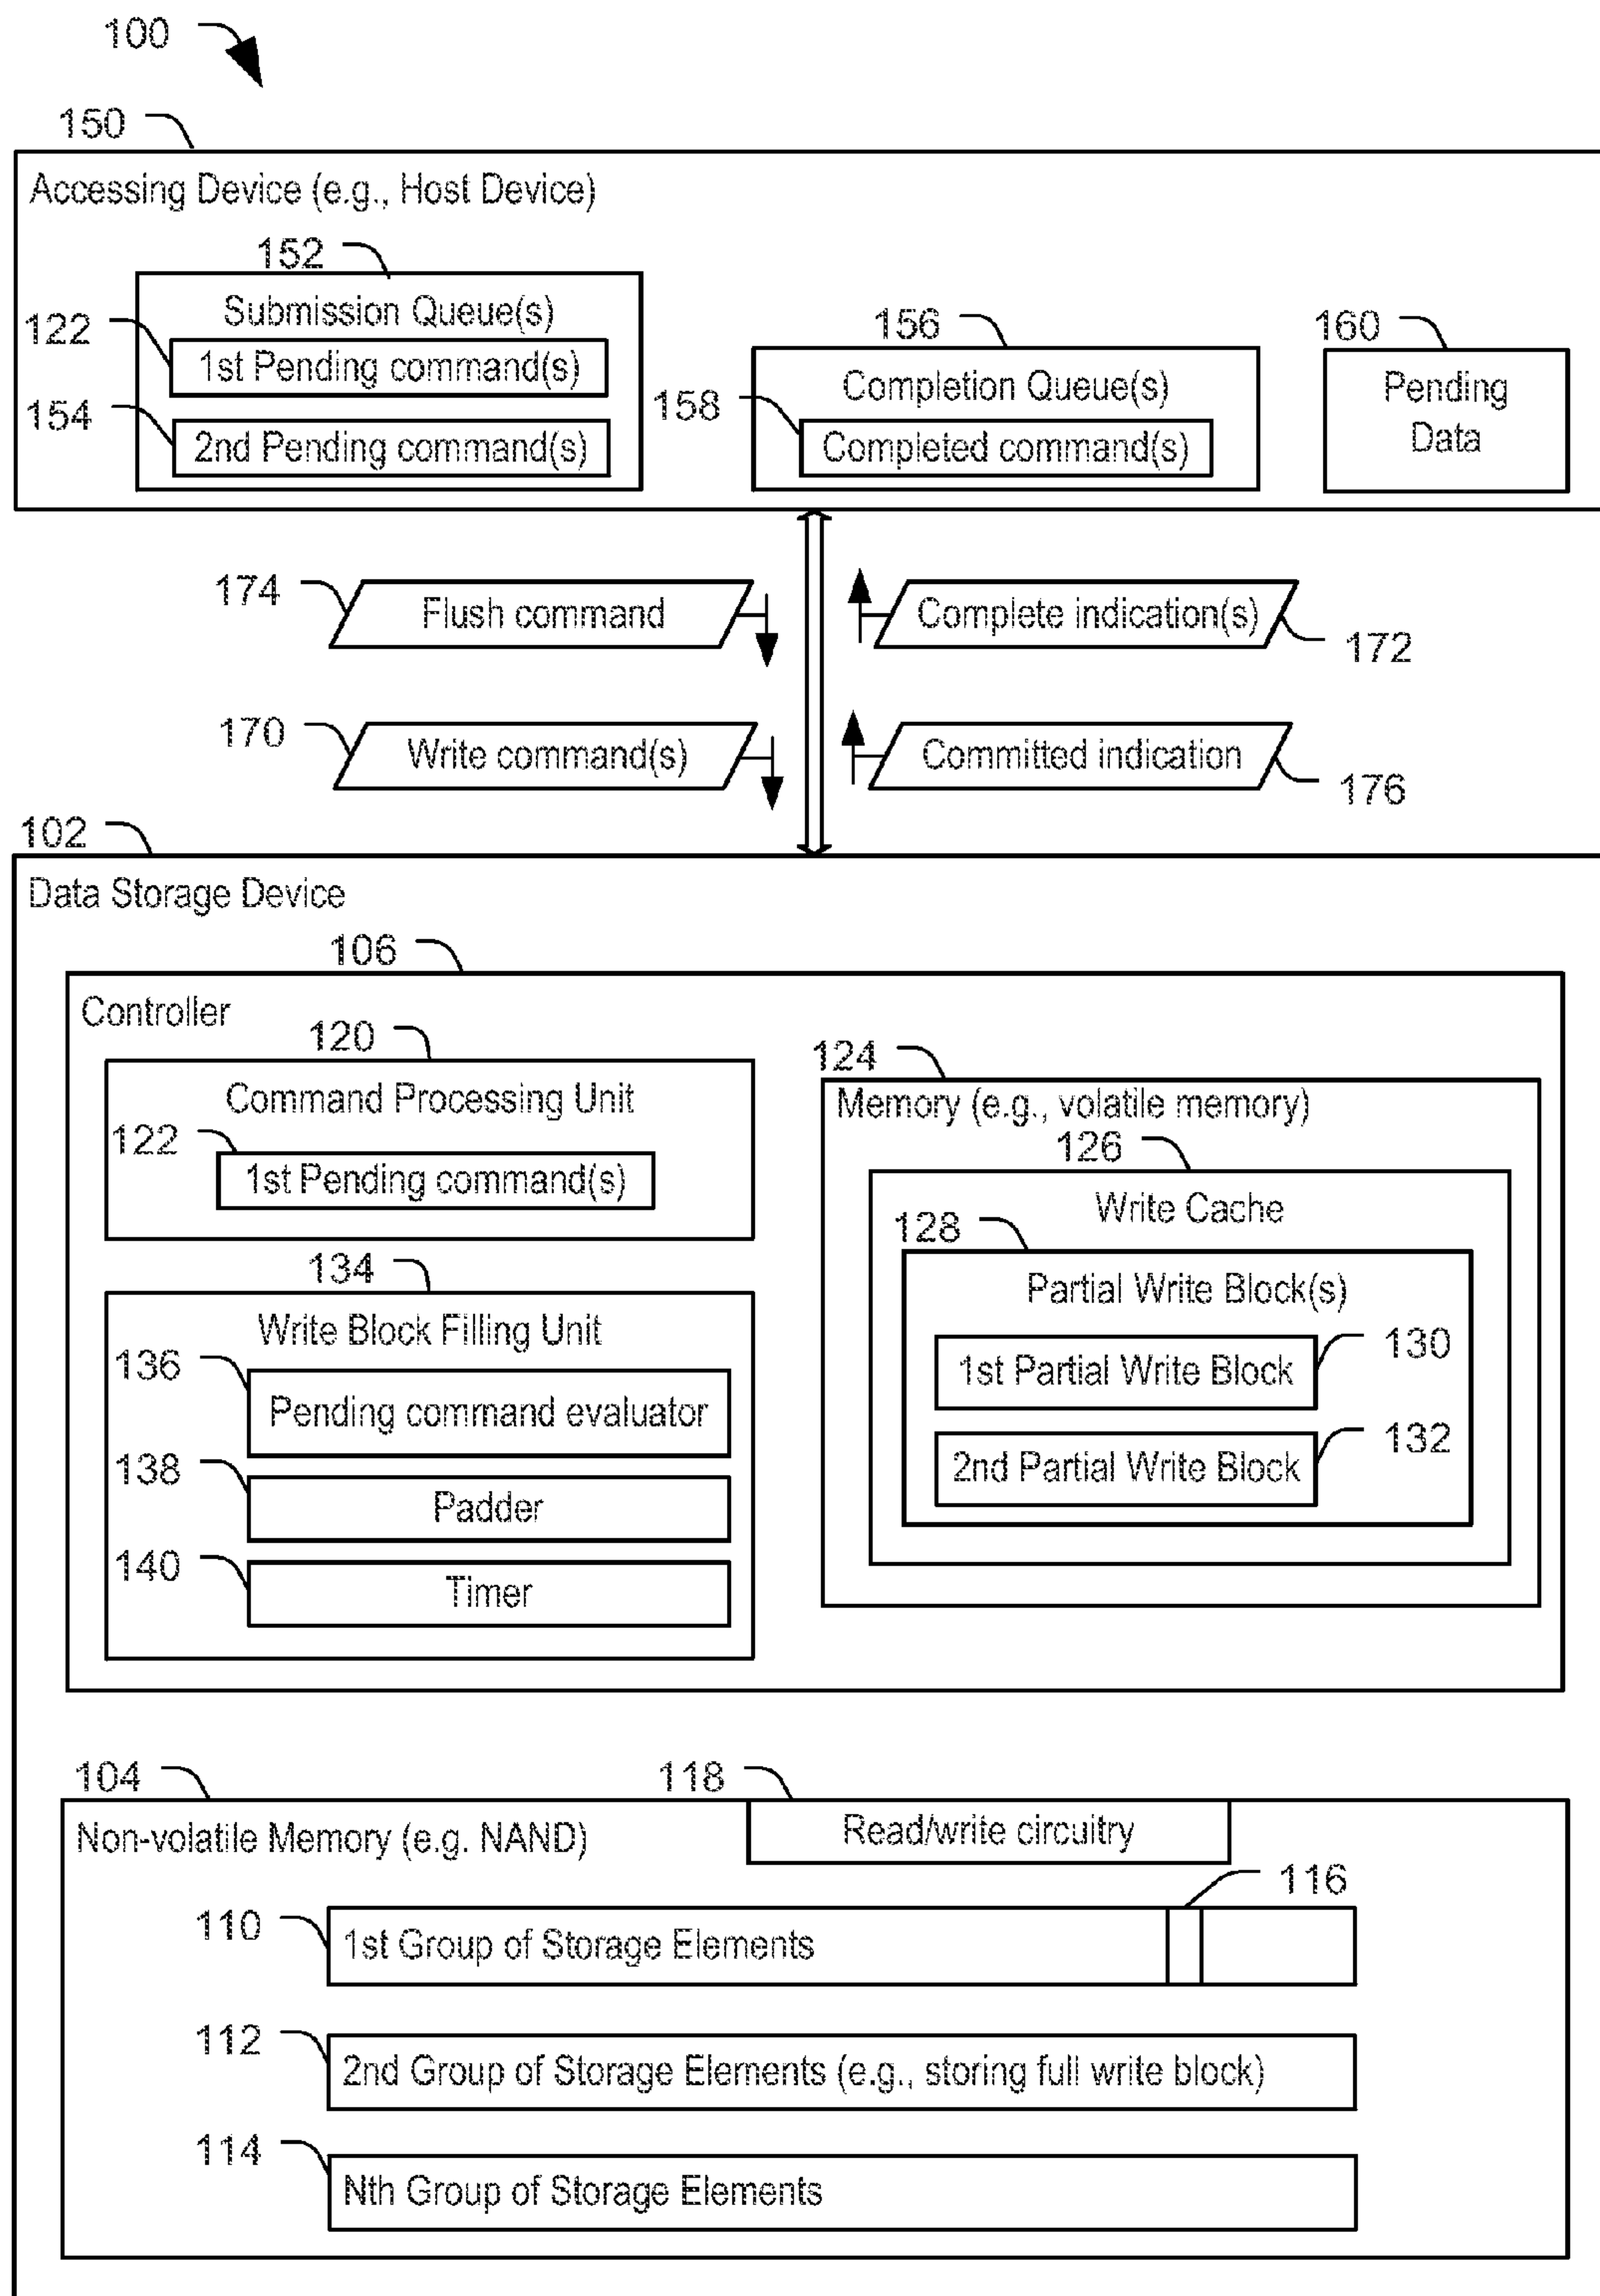 100
150
Accessing Device (e.g., Host Device)
152
Submission Queue(s)
122
1st Pending command(s)
154
2nd Pending command(s)
156
Completion Queue(s)
158
Completed command(s)
160
Pending
Data
174
Flush command
Complete indication(s)
172
170
Write command(s)
Committed indication
176
102
Data Storage Device
106
Controller
120
Command Processing Unit
122
1st Pending command(s)
134
Write Block Filling Unit
136
Pending command evaluator
138
Padder
140
Timer
124
Memory (e.g., volatile memory)
126
Write Cache
128
Partial Write Block(s)
1st Partial Write Block
130
2nd Partial Write Block
132
104
Non-volatile Memory (e.g. NAND)
118
Read/write circuitry
116
110
1st Group of Storage Elements
112
2nd Group of Storage Elements (e.g., storing full write block)
114
Nth Group of Storage Elements